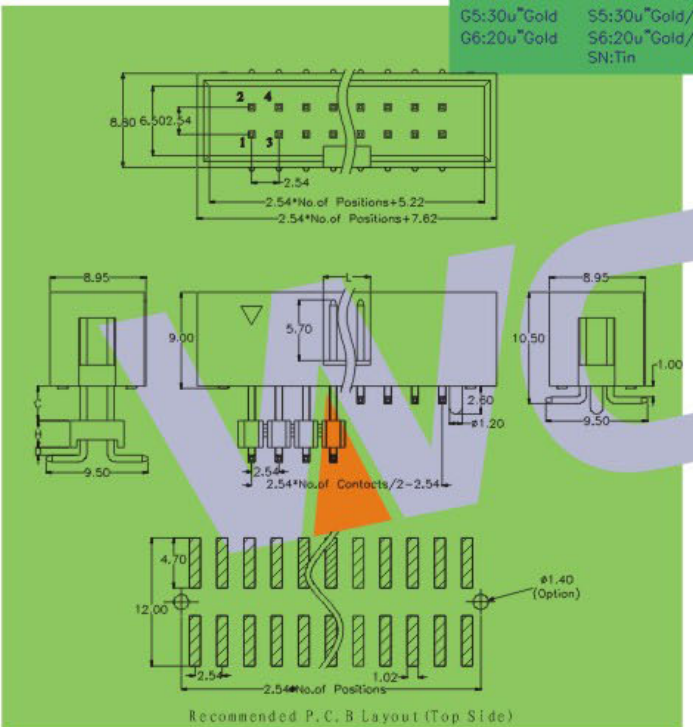 G5:30u"Gold S5:30u"Gold/
G6:20u"Gold S6:20u"Gold/
SN:Tin
2 4
8.80 6.50 2.54
1 3
2.54
2.54*No.of Positions+5.22
2.54*No.of Positions+7.62
8.95
L
8.95
9.00
5.70
10.50
1.00
C
2.60
H
ø1.20
9.50
9.50
2.54
2.54*No.of Contacts/2-2.54
4.70
ø1.40
(Option)
12.00
2.54
1.02
2.54*No.of Positions
Recommended P.C.B Layout(Top Side)